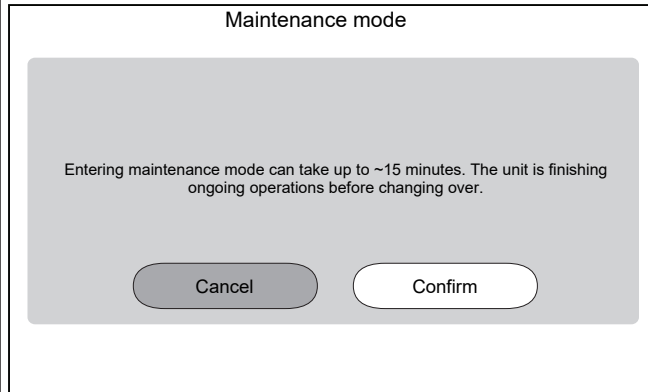 Maintenance mode
Entering maintenance mode can take up to ~15 minutes. The unit is finishing
ongoing operations before changing over.
Cancel
Confirm